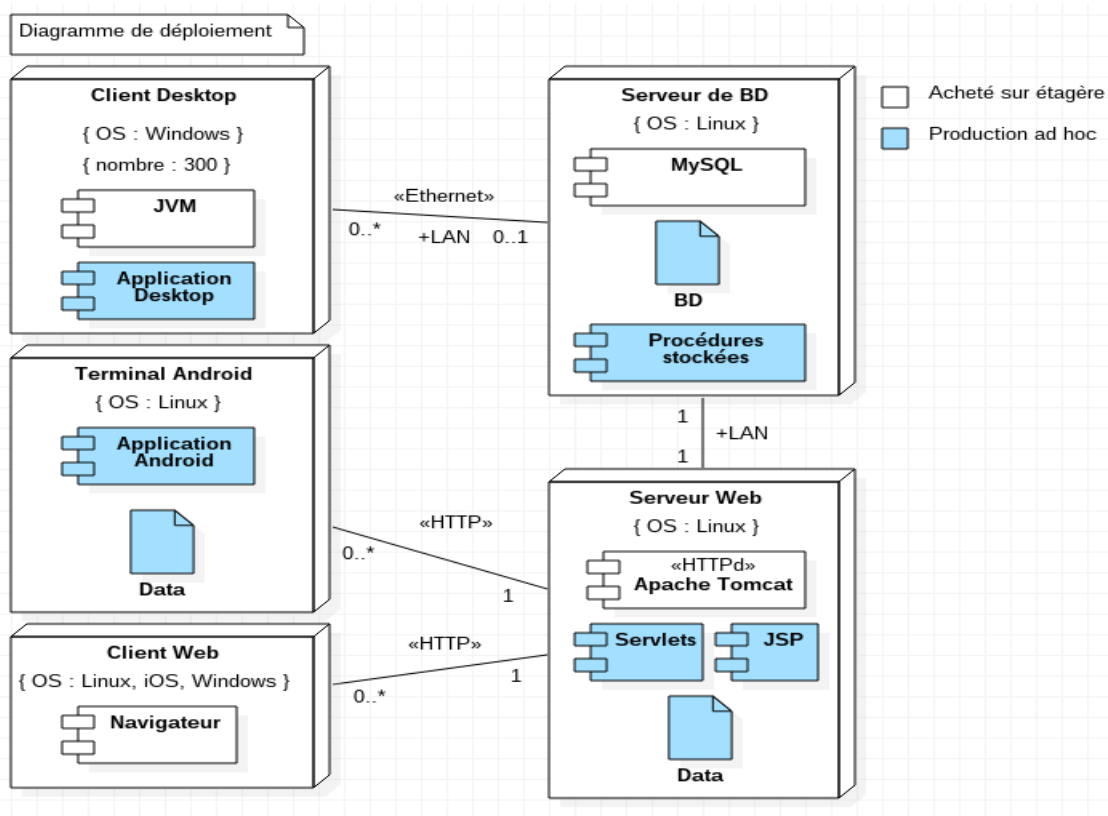 Diagramme de déploiement
Client Desktop
{ OS : Windows }
{ nombre : 300 }
JVM
Application
Desktop
«Ethernet»
0..*
+LAN
0..1
Serveur de BD
{ OS : Linux }
MySQL
BD
Procédures
stockées
Acheté sur étagère
Production ad hoc
Terminal Android
{ OS : Linux }
Application
Android
Data
1
+LAN
1
«HTTP»
0..*
1
Serveur Web
{ OS : Linux }
«HTTPd»
Apache Tomcat
Servlets
JSP
Data
Client Web
{ OS : Linux, iOS, Windows }
Navigateur
«HTTP»
0..*
1